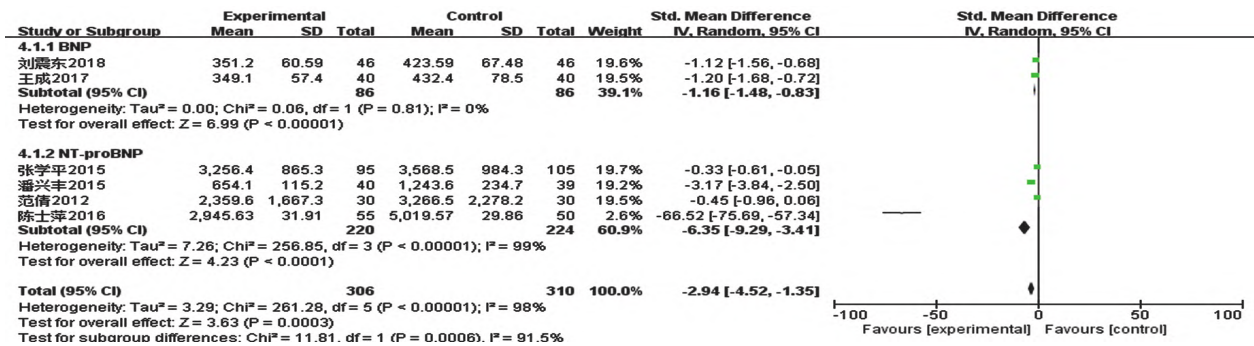 Experimental Control Std. Mean Difference Std. Mean Difference
Study or Subgroup Mean SD Total Mean SD Total Weight IV, Random, 95% CI IV, Random, 95% CI
4.1.1 BNP
刘震东2018 351.2 60.59 46 423.59 67.48 46 19.6% -1.12 [-1.56, -0.68]
王成2017 349.1 57.4 40 432.4 78.5 40 19.5% -1.20 [-1.68, -0.72]
Subtotal (95% CI) 86 86 39.1% -1.16 [-1.48, -0.83]
Heterogeneity: Tau² = 0.00; Chi² = 0.06, df = 1 (P = 0.81); I² = 0%
Test for overall effect: Z = 6.99 (P < 0.00001)
4.1.2 NT-proBNP
张学平2015 3,256.4 865.3 95 3,568.5 984.3 105 19.7% -0.33 [-0.61, -0.05]
潘兴丰2015 654.1 115.2 40 1,243.6 234.7 39 19.2% -3.17 [-3.84, -2.50]
范倩2012 2,359.6 1,667.3 30 3,266.5 2,278.2 30 19.5% -0.45 [-0.96, 0.06]
陈士萍2016 2,945.63 31.91 55 5,019.57 29.86 50 2.6% -66.52 [-75.69, -57.34]
Subtotal (95% CI) 220 224 60.9% -6.35 [-9.29, -3.41]
Heterogeneity: Tau² = 7.26; Chi² = 256.85, df = 3 (P < 0.00001); I² = 99%
Test for overall effect: Z = 4.23 (P < 0.0001)
Total (95% CI) 306 310 100.0% -2.94 [-4.52, -1.35]
Heterogeneity: Tau² = 3.29; Chi² = 261.28, df = 5 (P < 0.00001); I² = 98%
Test for overall effect: Z = 3.63 (P = 0.0003)
Test for subgroup differences: Chi² = 11.81, df = 1 (P = 0.0006), I² = 91.5%
-100 -50 0 50 100
Favours [experimental] Favours [control]